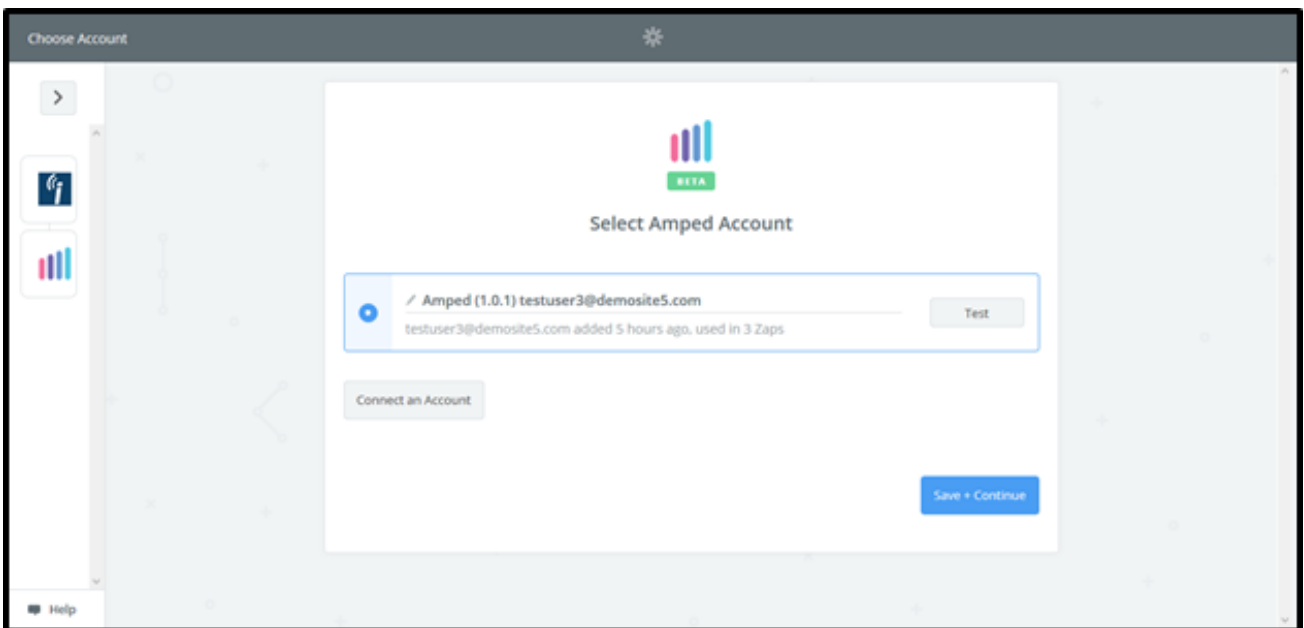 Choose Account
BETA
Select Amped Account
Amped (1.0.1) testuser3@demosite5.com
testuser3@demosite5.com added 5 hours ago, used in 3 Zaps
Test
Connect an Account
Save + Continue
Help